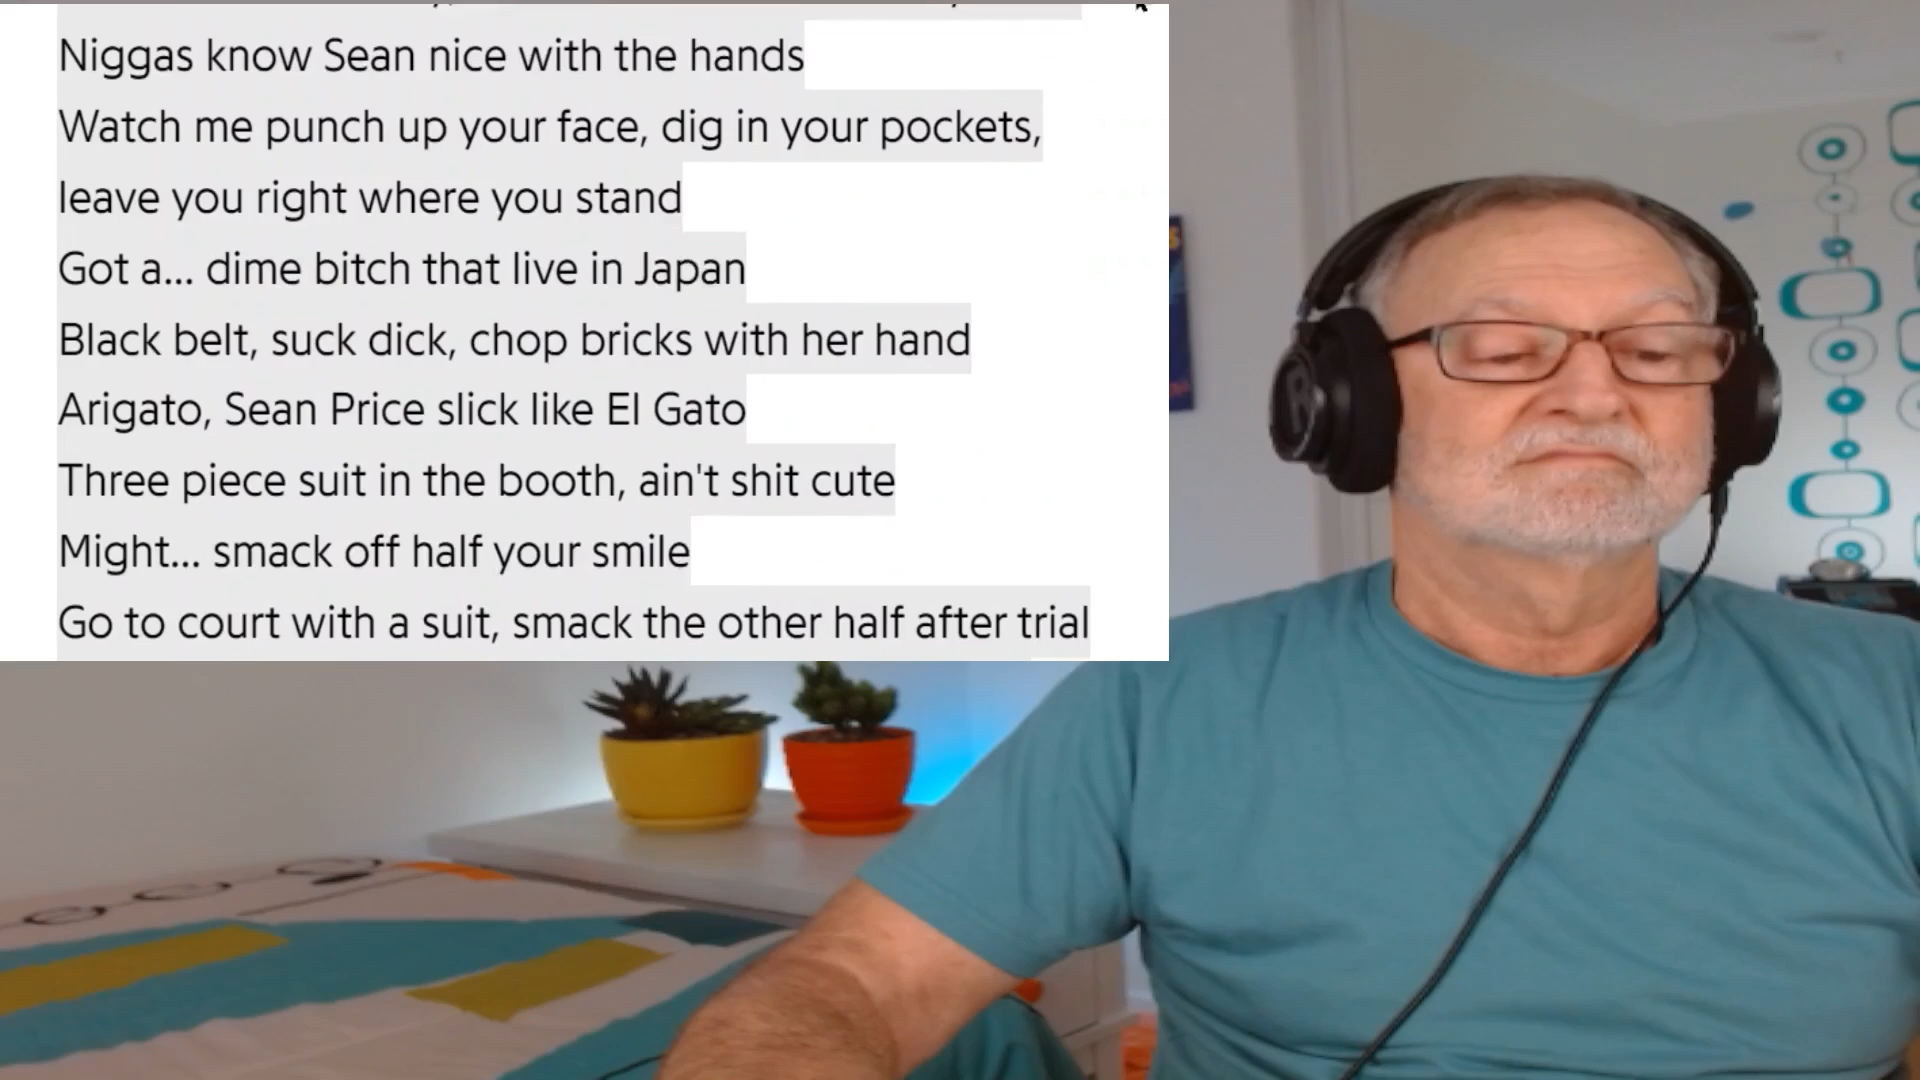 Niggas know Sean nice with the hands
Watch me punch up your face, dig in your pockets,
leave you right where you stand
Got a... dime bitch that live in Japan
Black belt, suck dick, chop bricks with her hand
Arigato, Sean Price slick like El Gato
Three piece suit in the booth, ain't shit cute
Might... smack off half your smile
Go to court with a suit, smack the other half after trial